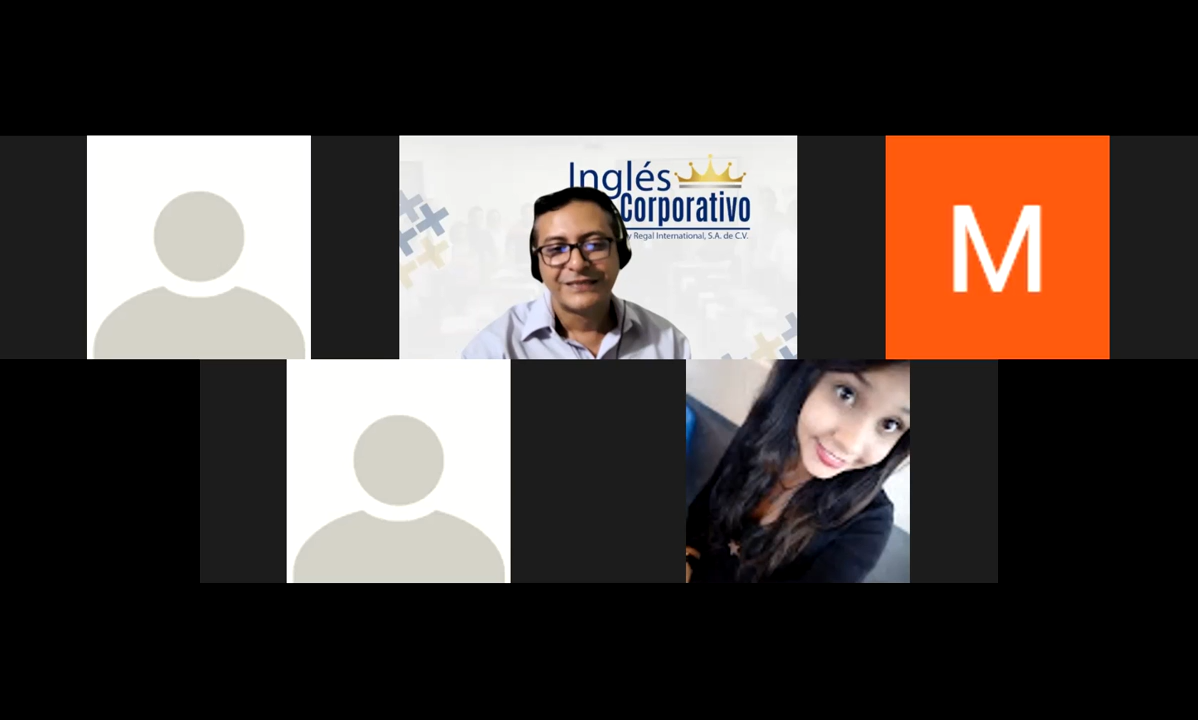 Inglés
Corporativo
y Regal International, S.A. de C.V.
M